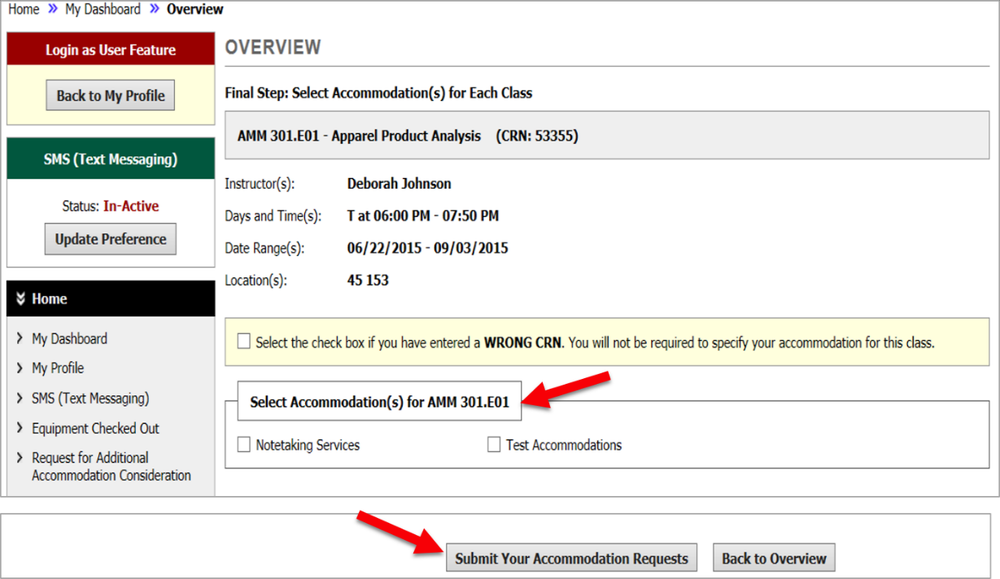 Home » My Dashboard » Overview
Login as User Feature
Back to My Profile
SMS (Text Messaging)
Status: In-Active
Update Preference
Home
My Dashboard
My Profile
SMS (Text Messaging)
Equipment Checked Out
Request for Additional
Accommodation Consideration
OVERVIEW
Final Step: Select Accommodation(s) for Each Class
AMM 301.E01 - Apparel Product Analysis (CRN: 53355)
Instructor(s): Deborah Johnson
Days and Time(s): T at 06:00 PM - 07:50 PM
Date Range(s): 06/22/2015 - 09/03/2015
Location(s): 45 153
Select the check box if you have entered a WRONG CRN. You will not be required to specify your accommodation for this class.
Select Accommodation(s) for AMM 301.E01
Notetaking Services Test Accommodations
Submit Your Accommodation Requests Back to Overview